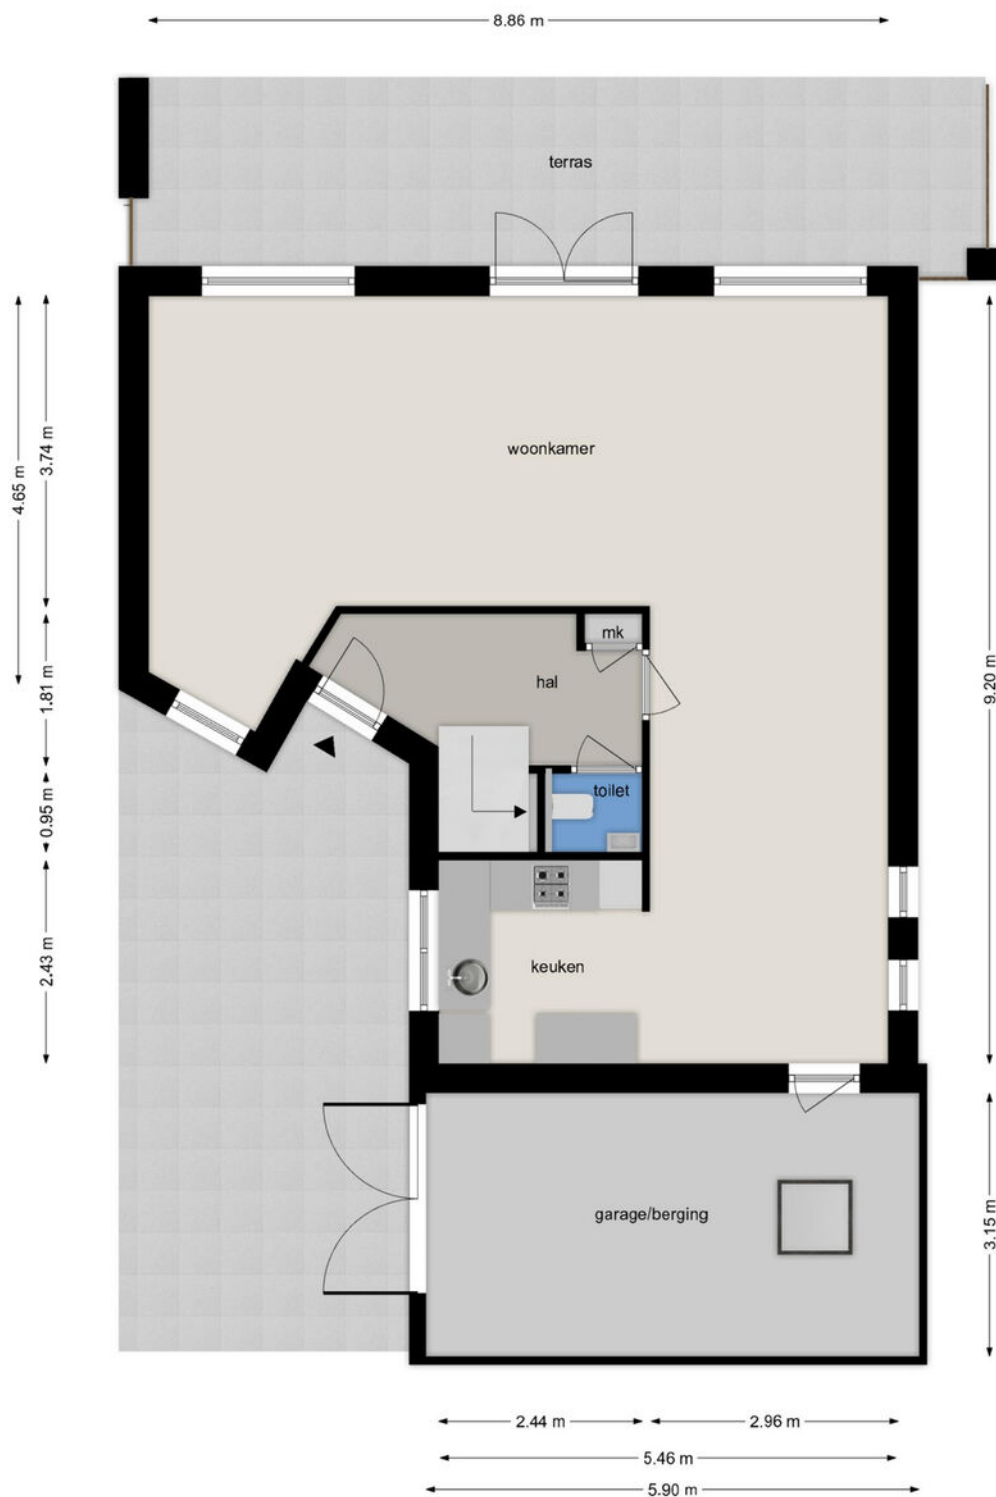 8.86 m
terras
woonkamer
4.65 m
3.74 m
9.20 m
mk
hal
1.81 m
toilet
0.95 m
keuken
2.43 m
garage/berging
3.15 m
2.44 m
2.96 m
5.46 m
5.90 m